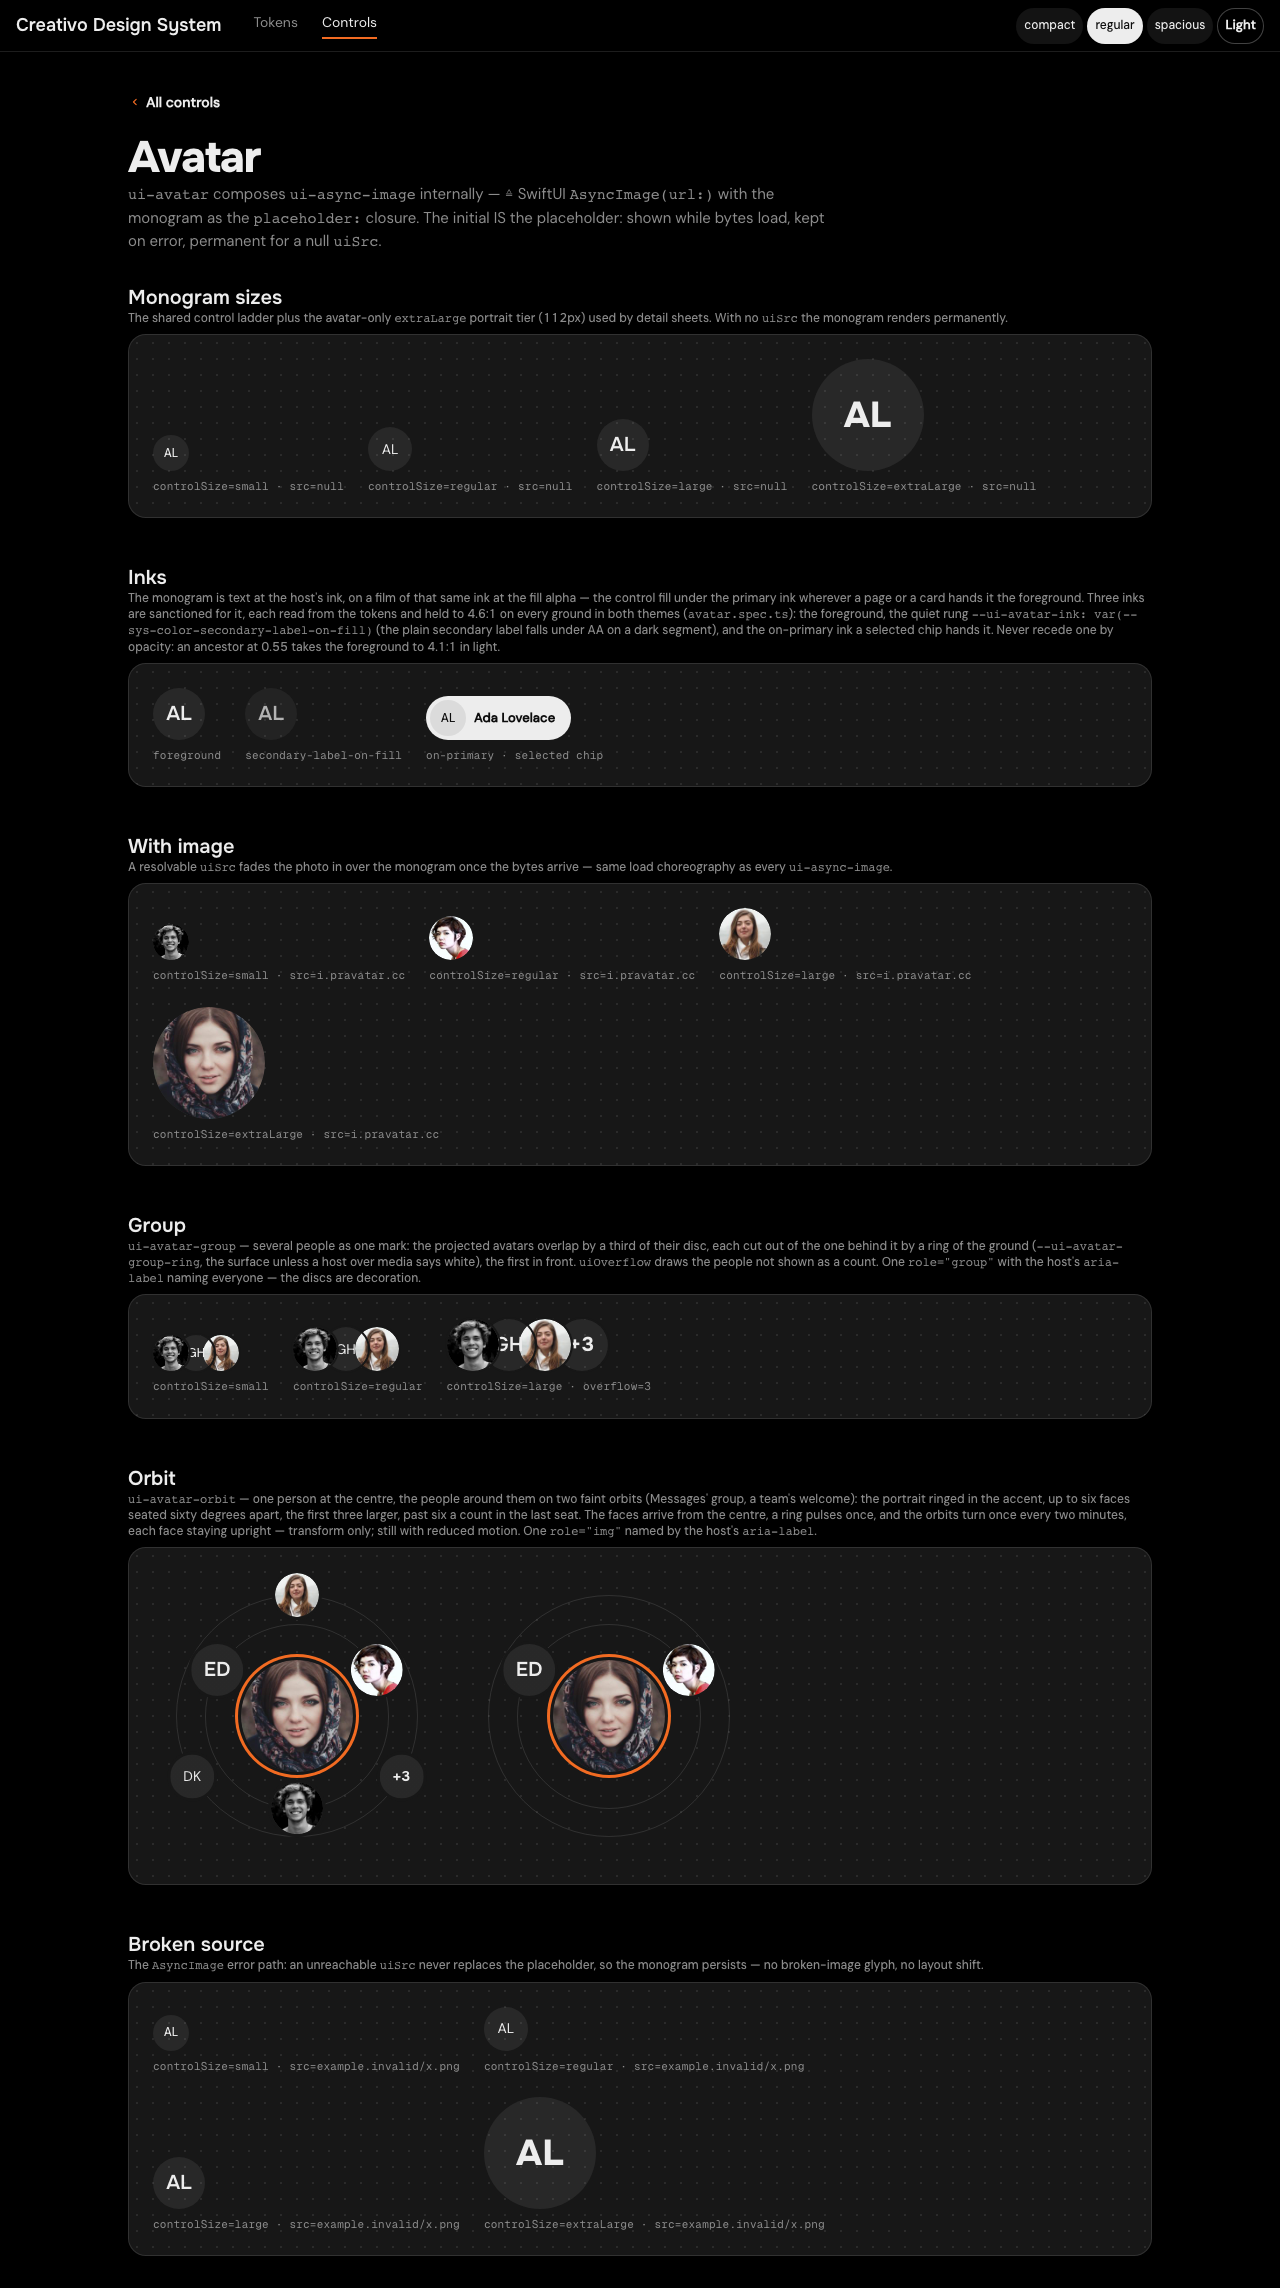 Creativo Design System Tokens Controls compact regular spacious Light
‹ All controls
Avatar
ui-avatar composes ui-async-image internally — ≙ SwiftUI AsyncImage(url:) with the
monogram as the placeholder: closure. The initial IS the placeholder: shown while bytes load, kept
on error, permanent for a null uiSrc.
Monogram sizes
The shared control ladder plus the avatar-only extraLarge portrait tier (112px) used by detail sheets. With no uiSrc the monogram renders permanently.
AL AL AL AL
controlSize=small · src=null controlSize=regular · src=null controlSize=large · src=null controlSize=extraLarge · src=null
Inks
The monogram is text at the host's ink, on a film of that same ink at the fill alpha — the control fill under the primary ink wherever a page or a card hands it the foreground. Three inks
are sanctioned for it, each read from the tokens and held to 4.6:1 on every ground in both themes (avatar.spec.ts): the foreground, the quiet rung --ui-avatar-ink: var(--
sys-color-secondary-label-on-fill) (the plain secondary label falls under AA on a dark segment), and the on-primary ink a selected chip hands it. Never recede one by
opacity: an ancestor at 0.55 takes the foreground to 4.1:1 in light.
AL AL AL Ada Lovelace
foreground secondary-label-on-fill on-primary · selected chip
With image
A resolvable uiSrc fades the photo in over the monogram once the bytes arrive — same load choreography as every ui-async-image.
controlSize=small · src=i.pravatar.cc controlSize=regular · src=i.pravatar.cc controlSize=large · src=i.pravatar.cc
controlSize=extraLarge · src=i.pravatar.cc
Group
ui-avatar-group — several people as one mark: the projected avatars overlap by a third of their disc, each cut out of the one behind it by a ring of the ground (--ui-avatar-
group-ring, the surface unless a host over media says white), the first in front. uiOverflow draws the people not shown as a count. One role="group" with the host's aria-
label naming everyone — the discs are decoration.
GH GH GH +3
controlSize=small controlSize=regular controlSize=large · overflow=3
Orbit
ui-avatar-orbit — one person at the centre, the people around them on two faint orbits (Messages' group, a team's welcome): the portrait ringed in the accent, up to six faces
seated sixty degrees apart, the first three larger, past six a count in the last seat. The faces arrive from the centre, a ring pulses once, and the orbits turn once every two minutes,
each face staying upright — transform only; still with reduced motion. One role="img" named by the host's aria-label.
ED ED
DK +3
Broken source
The AsyncImage error path: an unreachable uiSrc never replaces the placeholder, so the monogram persists — no broken-image glyph, no layout shift.
AL AL
controlSize=small · src=example.invalid/x.png controlSize=regular · src=example.invalid/x.png
AL AL
controlSize=large · src=example.invalid/x.png controlSize=extraLarge · src=example.invalid/x.png